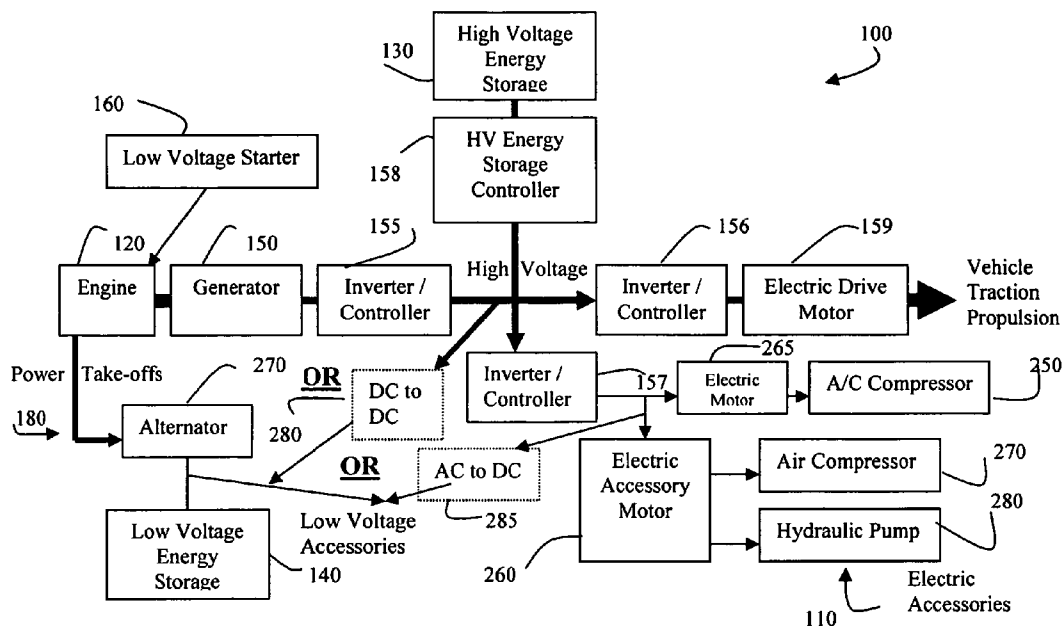 High Voltage
Energy
Storage
130
100
160
Low Voltage Starter
HV Energy
Storage
Controller
158
120
150
155
156
159
Engine
Generator
Inverter /
Controller
High Voltage
Inverter /
Controller
Electric Drive
Motor
Vehicle
Traction
Propulsion
Power Take-offs
180
270
Alternator
OR
280
DC to
DC
Inverter /
Controller
157
265
Electric
Motor
250
A/C Compressor
OR
AC to DC
285
Low Voltage
Accessories
Low Voltage
Energy
Storage
140
Electric
Accessory
Motor
260
Air Compressor
270
Hydraulic Pump
280
110
Electric
Accessories